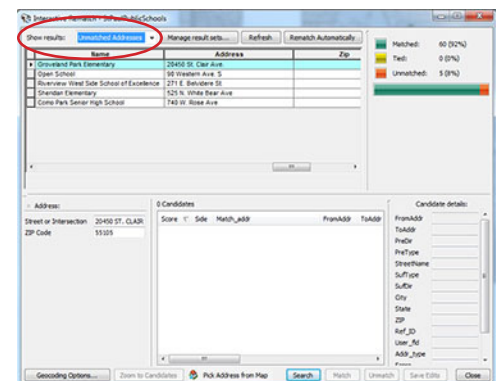 Interactive Rematch - StPaulPublicSchools
Show results: Unmatched Addresses Manage result sets... Refresh Rematch Automatically
Name Address Zip
Groveland Park Elementary 20450 St. Clair Ave
Open School 90 Western Ave. S
Riverview West Side School of Excellence 271 E. Belvidere St
Sheridan Elementary 525 N. White Bear Ave
Como Park Senior High School 740 W. Rose Ave
Matched: 60 (92%)
Tied: 0 (0%)
Unmatched: 5 (8%)
Address:
Street or Intersection 20450 ST. CLAIR
ZIP Code 55105
0 Candidates
Score Side Match_addr FromAddr ToAddr
Candidate details:
FromAddr
ToAddr
PreDir
PreType
StreetName
SufType
SufDir
City
State
ZIP
Ref_ID
User_fld
Addr_type
Geocoding Options... Zoom to Candidates Pick Address from Map Search Match Unmatch Save Edits Close